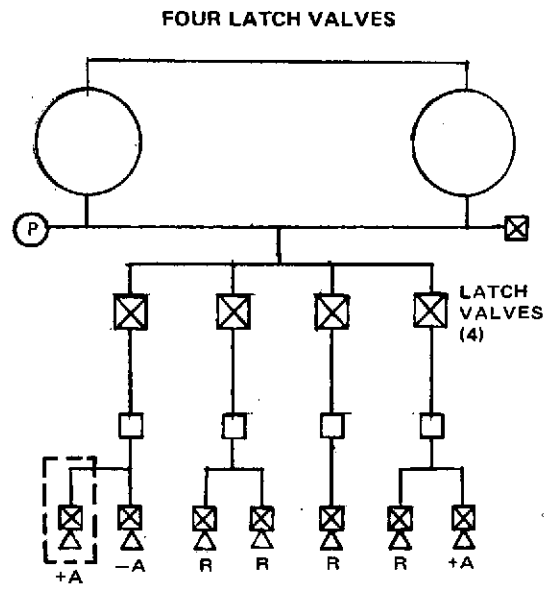 FOUR LATCH VALVES
P
LATCH
VALVES
(4)
+A −A R R R R +A